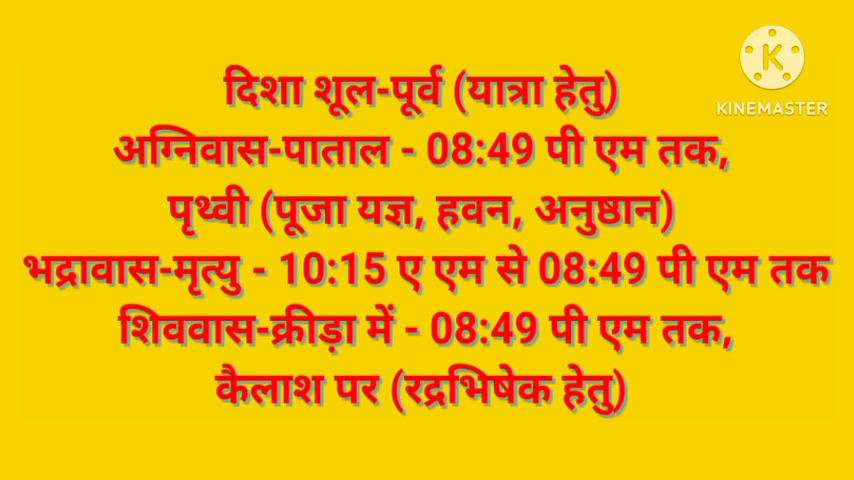 K
KINEMASTER
दिशा शूल-पूर्व (यात्रा हेतु)
अग्निवास-पाताल - 08:49 पी एम तक,
पृथ्वी (पूजा यज्ञ, हवन, अनुष्ठान)
भद्रावास-मृत्यु - 10:15 ए एम से 08:49 पी एम तक
शिववास-क्रीड़ा में - 08:49 पी एम तक,
कैलाश पर (रद्रभिषेक हेतु)